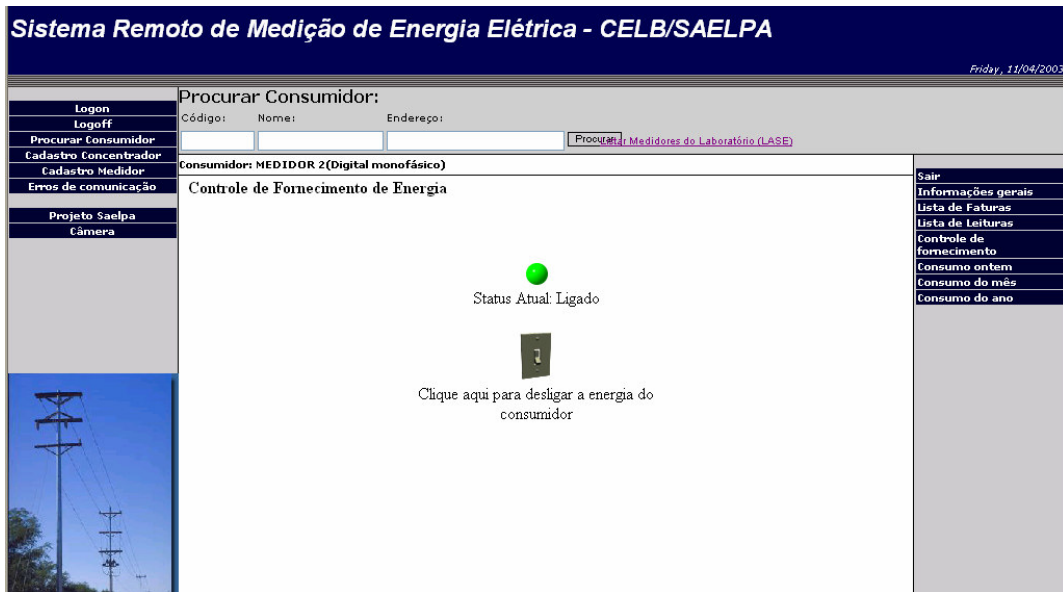 Sistema Remoto de Medição de Energia Elétrica - CELB/SAELPA
Friday, 11/04/2003
Logon
Logoff
Procurar Consumidor
Cadastro Concentrador
Cadastro Medidor
Erros de comunicação
Projeto Saelpa
Câmera
Procurar Consumidor:
Código: Nome: Endereço:
Procurar Listar Medidores do Laboratório (LASE)
Consumidor: MEDIDOR 2(Digital monofásico)
Controle de Fornecimento de Energia
Status Atual: Ligado
Clique aqui para desligar a energia do
consumidor
Sair
Informações gerais
Lista de Faturas
Lista de Leituras
Controle de
fornecimento
Consumo ontem
Consumo do mês
Consumo do ano